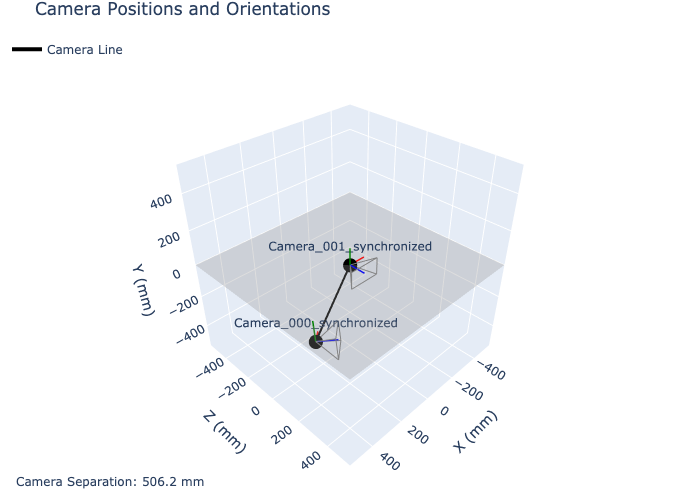 Camera Positions and Orientations
Camera Line
Camera_001_synchronized
Camera_000_synchronized
400
200
0
−200
−400
Y (mm)
−400
−200
0
200
400
Z (mm)
−400
−200
0
200
400
X (mm)
Camera Separation: 506.2 mm